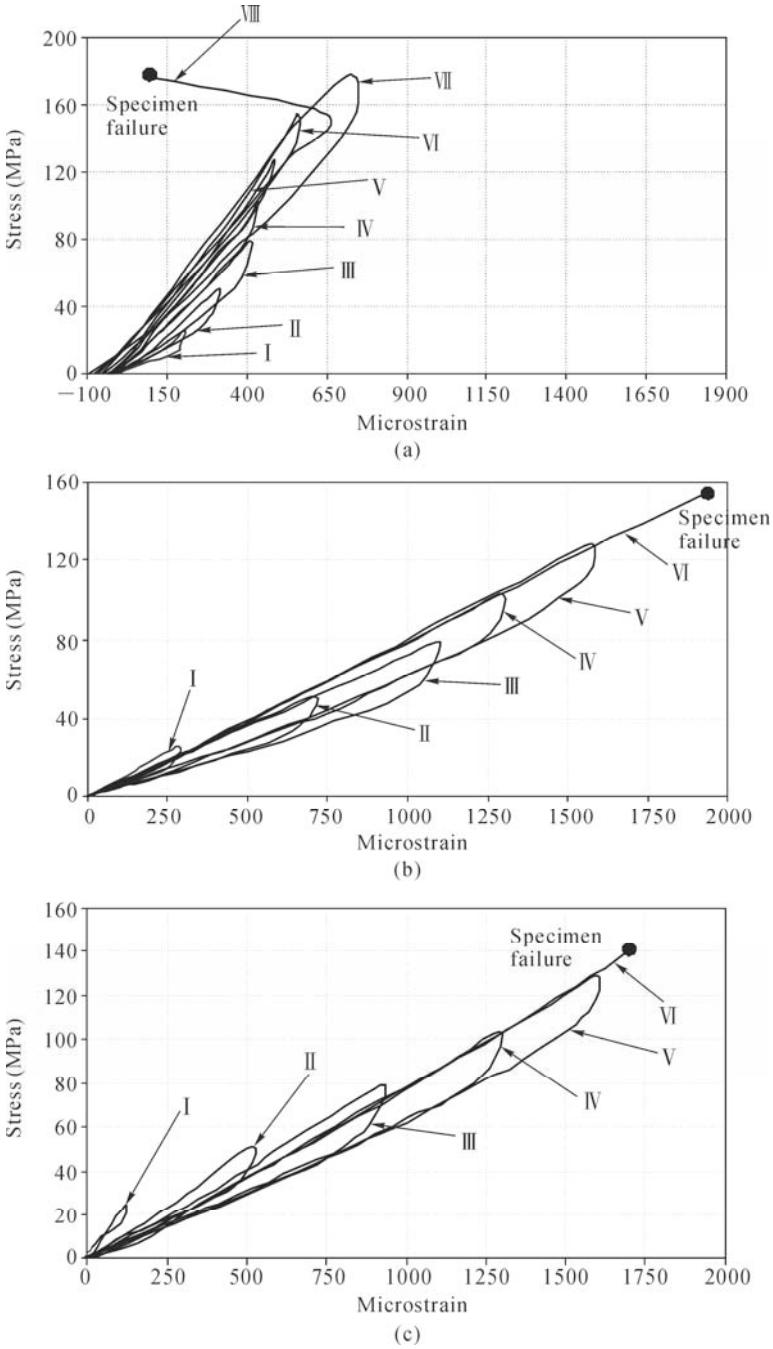 Ⅷ
200
160
120
80
40
0
Stress (MPa)
Specimen
failure
Ⅶ
Ⅵ
Ⅴ
Ⅳ
Ⅲ
Ⅱ
Ⅰ
−100 150 400 650 900 1150 1400 1650 1900
Microstrain
(a)
160
120
80
40
0
Stress (MPa)
Specimen
failure
Ⅵ
Ⅴ
Ⅳ
Ⅲ
Ⅱ
Ⅰ
0 250 500 750 1000 1250 1500 1750 2000
Microstrain
(b)
160
140
120
100
80
60
40
20
0
Stress (MPa)
Specimen
failure
Ⅵ
Ⅴ
Ⅳ
Ⅲ
Ⅱ
Ⅰ
0 250 500 750 1000 1250 1500 1750 2000
Microstrain
(c)